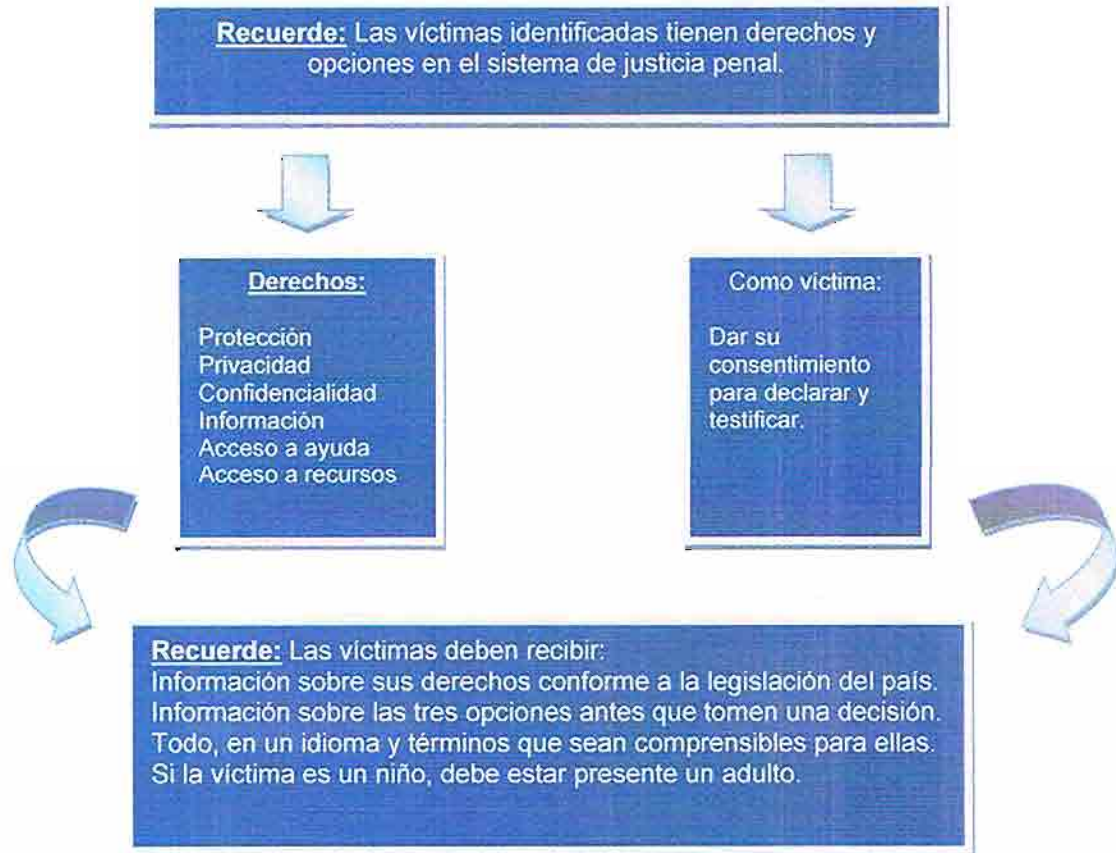 Recuerde: Las víctimas identificadas tienen derechos y
opciones en el sistema de justicia penal.
Derechos:
Protección
Privacidad
Confidencialidad
Información
Acceso a ayuda
Acceso a recursos
Como víctima:
Dar su
consentimiento
para declarar y
testificar.
Recuerde: Las víctimas deben recibir:
Información sobre sus derechos conforme a la legislación del país.
Información sobre las tres opciones antes que tomen una decisión.
Todo, en un idioma y términos que sean comprensibles para ellas.
Si la víctima es un niño, debe estar presente un adulto.